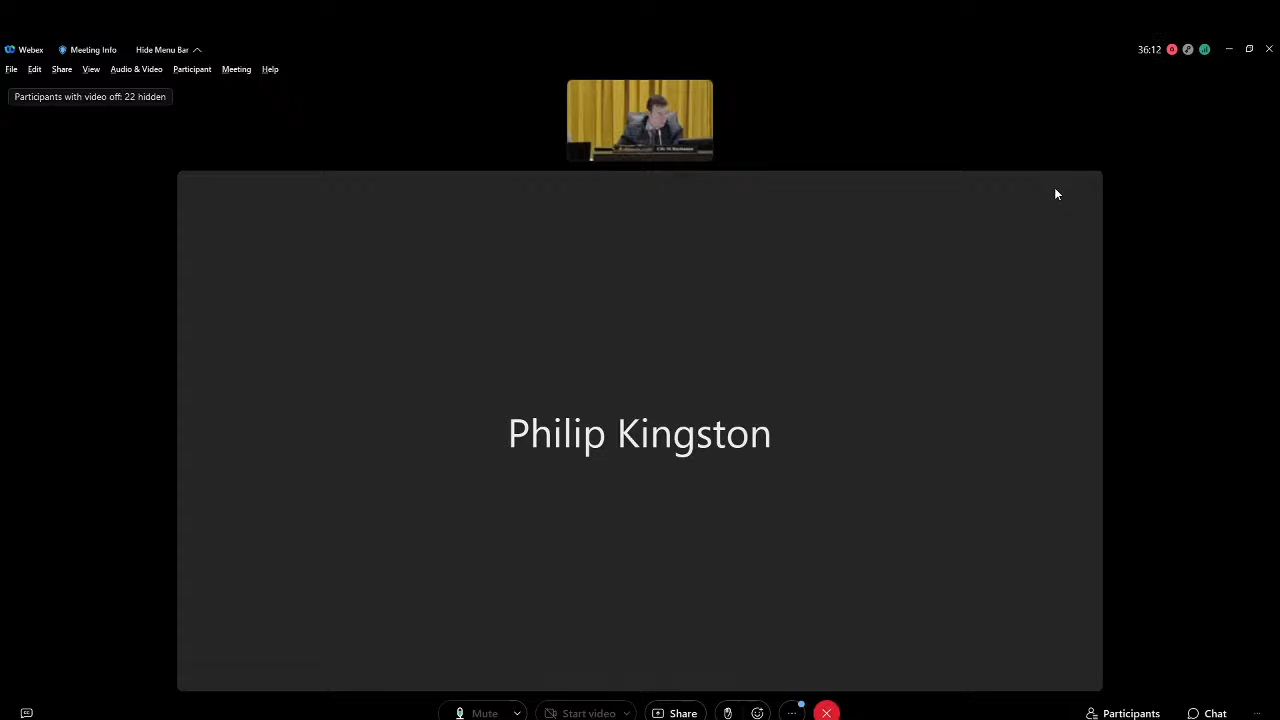 Webex Meeting Info Hide Menu Bar 36:12
File Edit Share View Audio & Video Participant Meeting Help
Participants with video off: 22 hidden
Philip Kingston
Mute Start video Share Participants Chat